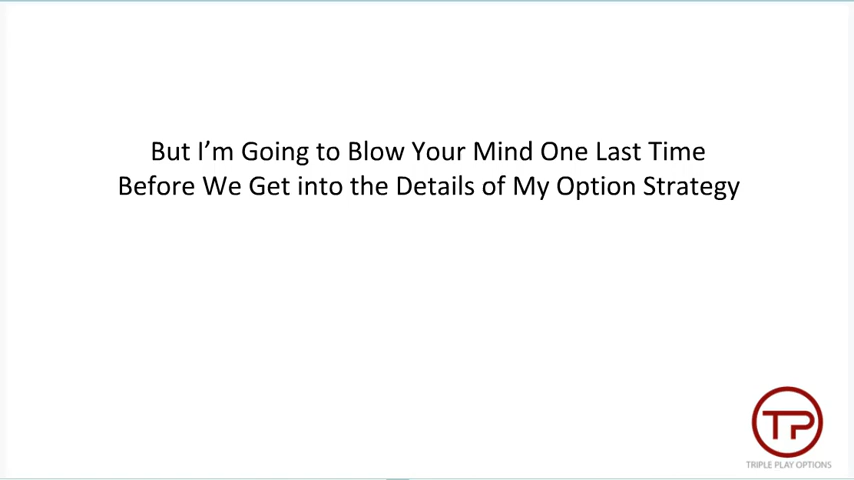 But I’m Going to Blow Your Mind One Last Time
Before We Get into the Details of My Option Strategy
TP
TRIPLE PLAY OPTIONS